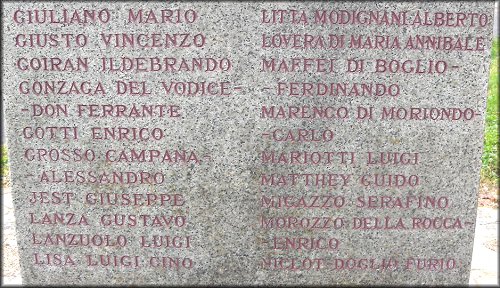 GIULIANO MARIO
GIUSTO VINCENZO
GOIRAN ILDEBRANDO
GONZAGA DEL VODICE-
-DON FERRANTE
GOTTI ENRICO
GROSSO CAMPANA-
-ALESSANDRO
JEST GIUSEPPE
LANZA GUSTAVO
LANZUOLO LUIGI
LISA LUIGI GINO
LITTA MODIGNANI ALBERTO
LOVERA DI MARIA ANNIBALE
MAFFEI DI BOGLIO-
-FERDINANDO
MARENCO DI MORIONDO-
-CARLO
MARIOTTI LUIGI
MATTHEY GUIDO
MIGAZZO SERAFINO
MOROZZO DELLA ROCCA-
-ENRICO
NICLOT DOGLIO FURIO